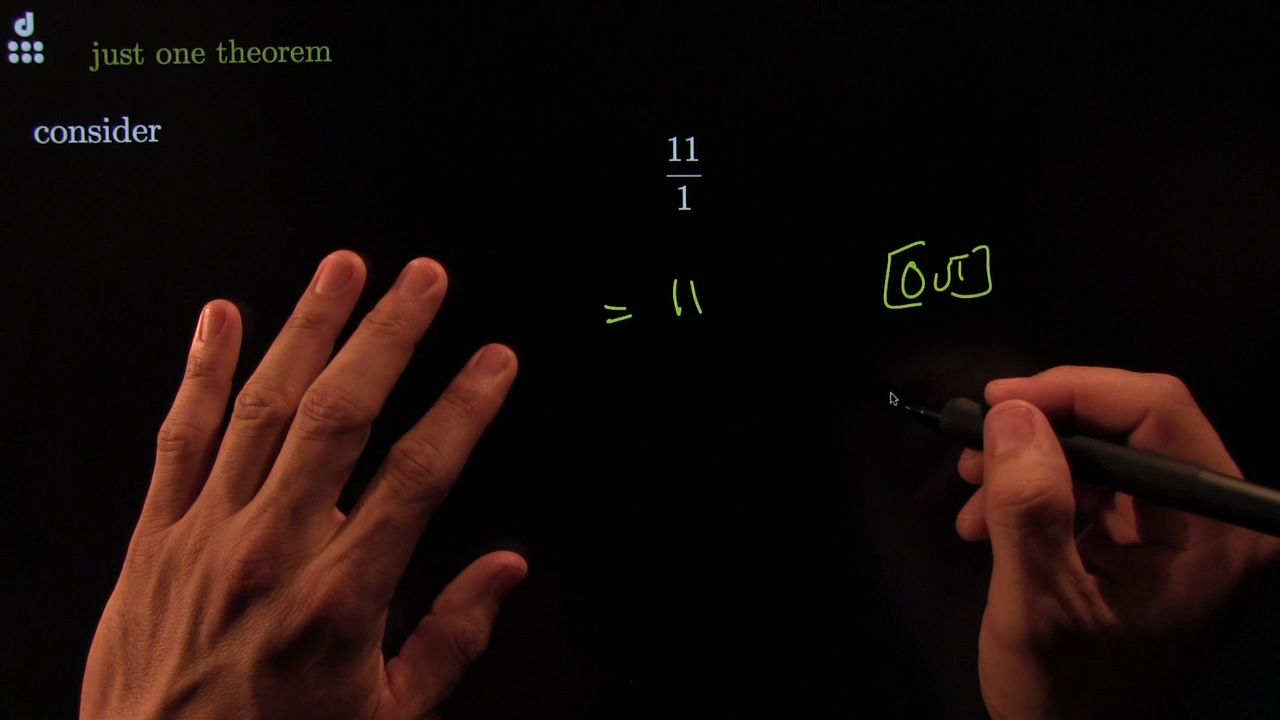 d
just one theorem
consider
11
1
= 11